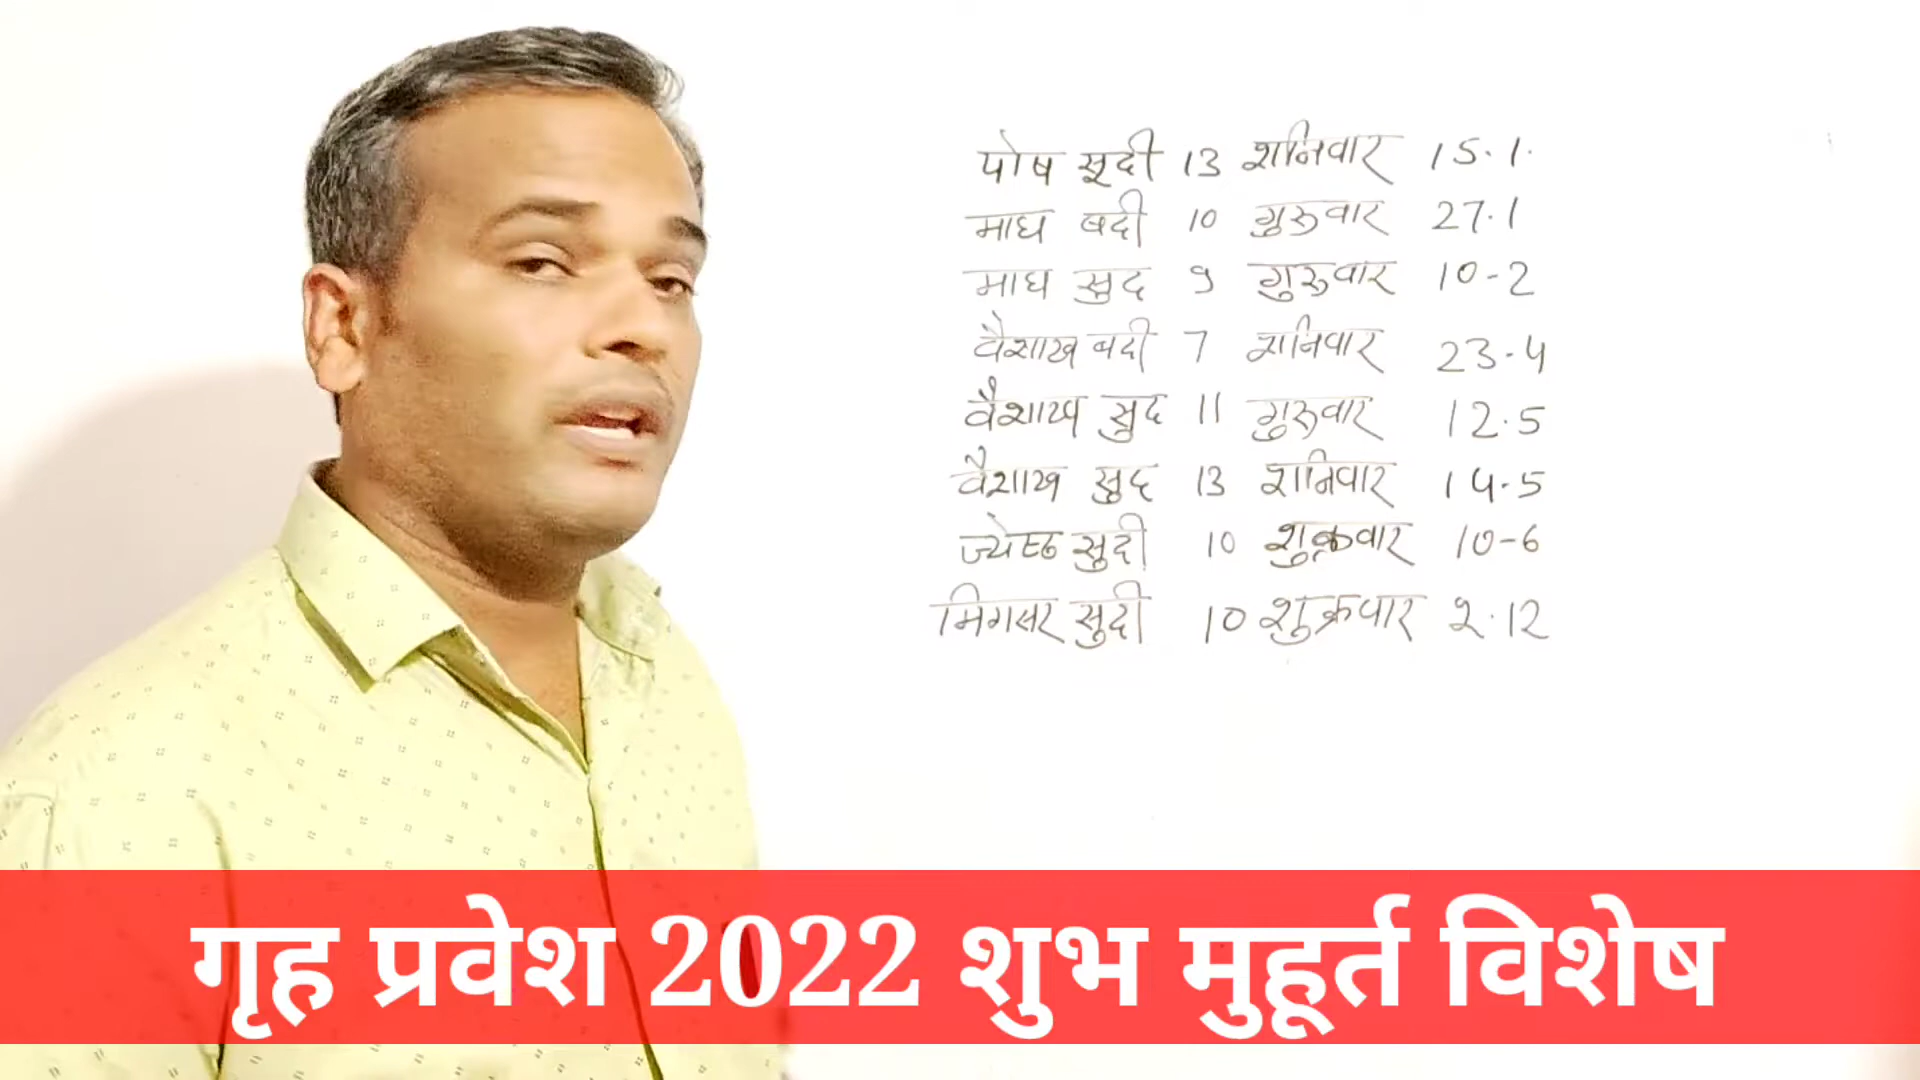 पोष सूदी 13 शनिवार 15.1.
माघ बदी 10 गुरुवार 27.1
माघ सुद 9 गुरुवार 10-2
वैशाख बदी 7 शनिवार 23-4
वैशाख सुद 11 गुरुवार 12.5
वैशाख सुद 13 शनिवार 14.5
ज्येष्ठ सुदी 10 शुक्रवार 10-6
मिगसर सुदी 10 शुक्रवार 2.12
गृह प्रवेश 2022 शुभ मुहूर्त विशेष